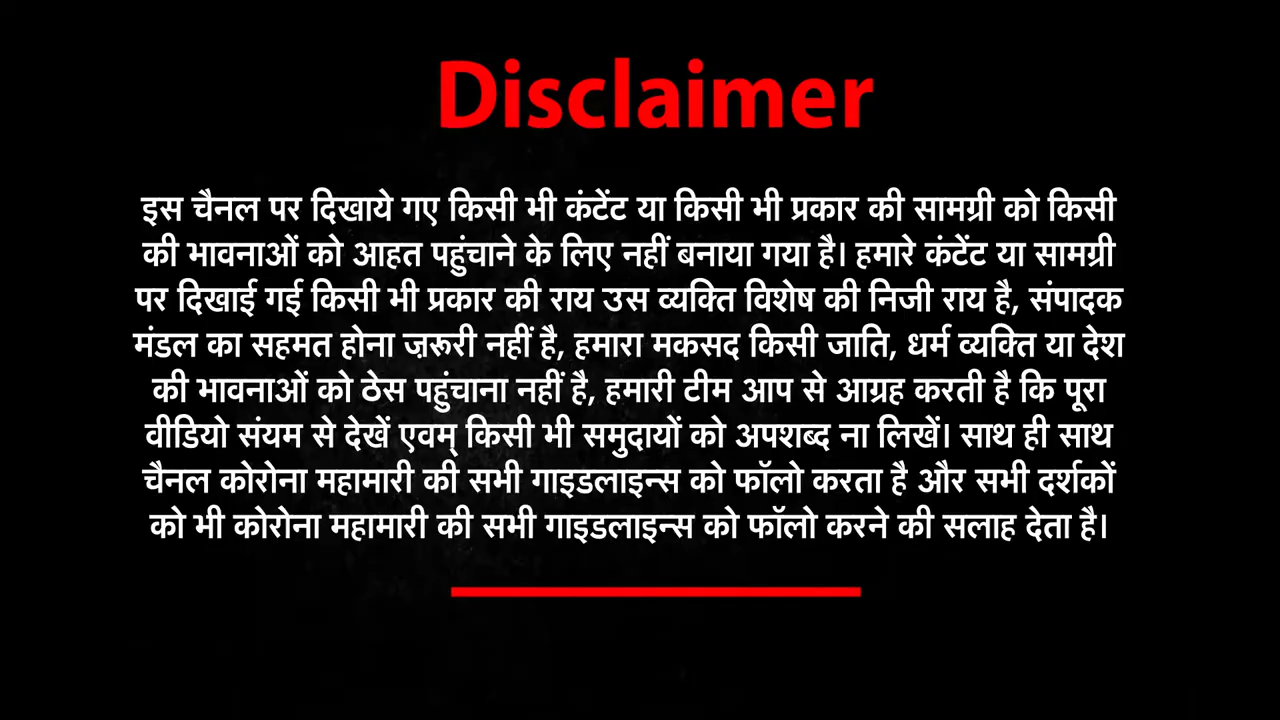 Disclaimer
इस चैनल पर दिखाये गए किसी भी कंटेंट या किसी भी प्रकार की सामग्री को किसी
की भावनाओं को आहत पहुंचाने के लिए नहीं बनाया गया है। हमारे कंटेंट या सामग्री
पर दिखाई गई किसी भी प्रकार की राय उस व्यक्ति विशेष की निजी राय है, संपादक
मंडल का सहमत होना ज़रूरी नहीं है, हमारा मकसद किसी जाति, धर्म व्यक्ति या देश
की भावनाओं को ठेस पहुंचाना नहीं है, हमारी टीम आप से आग्रह करती है कि पूरा
वीडियो संयम से देखें एवम् किसी भी समुदायों को अपशब्द ना लिखें। साथ ही साथ
चैनल कोरोना महामारी की सभी गाइडलाइन्स को फॉलो करता है और सभी दर्शकों
को भी कोरोना महामारी की सभी गाइडलाइन्स को फॉलो करने की सलाह देता है।